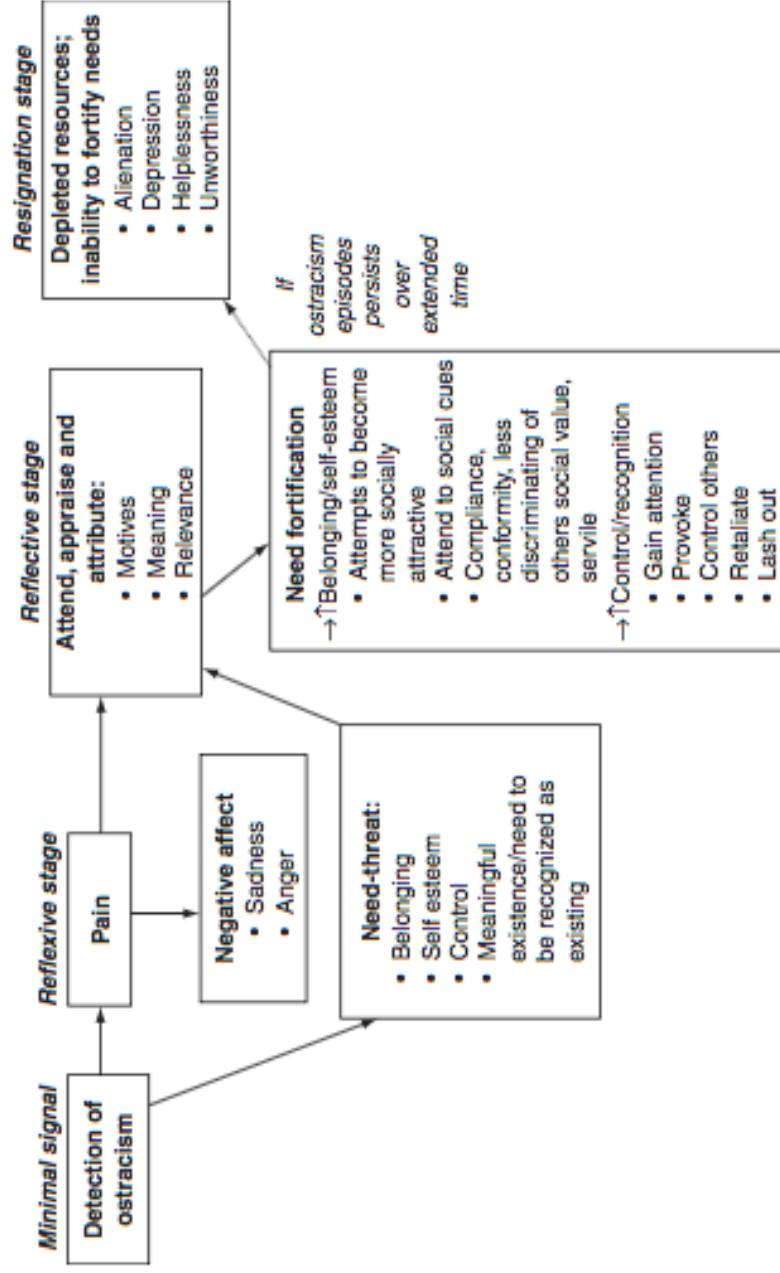 Minimal signal
Detection of
ostracism
Reflexive stage
Pain
Negative affect
• Sadness
• Anger
Need-threat:
• Belonging
• Self esteem
• Control
• Meaningful
existence/need to
be recognized as
existing
Reflective stage
Attend, appraise and
attribute:
• Motives
• Meaning
• Relevance
Need fortification
→↑Belonging/self-esteem
• Attempts to become
more socially
attractive
• Attend to social cues
• Compliance,
conformity, less
discriminating of
others social value,
servile
→↑Control/recognition
• Gain attention
• Provoke
• Control others
• Retaliate
• Lash out
If
ostracism
episodes
persists
over
extended
time
Resignation stage
Depleted resources;
inability to fortify needs
• Alienation
• Depression
• Helplessness
• Unworthiness